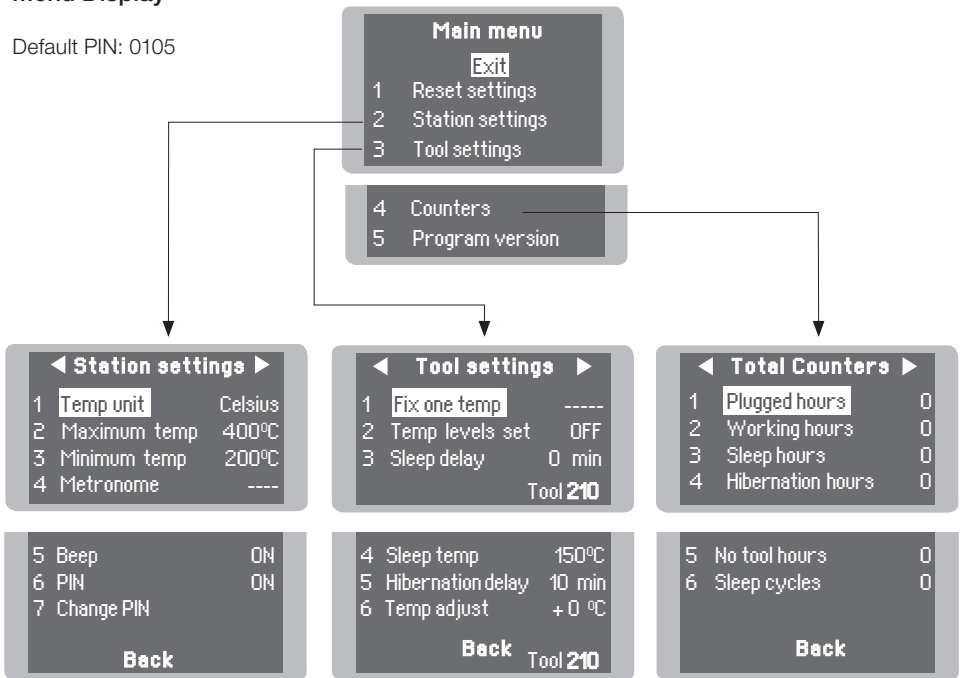 Menu Display
Default PIN: 0105
Main menu
Exit
1 Reset settings
2 Station settings
3 Tool settings
4 Counters
5 Program version
◀ Station settings ▶
1 Temp unit Celsius
2 Maximum temp 400ºC
3 Minimum temp 200ºC
4 Metronome ----
5 Beep ON
6 PIN ON
7 Change PIN
Back
◀ Tool settings ▶
1 Fix one temp -----
2 Temp levels set OFF
3 Sleep delay 0 min
Tool 210
4 Sleep temp 150ºC
5 Hibernation delay 10 min
6 Temp adjust +0 ºC
Back
Tool 210
◀ Total Counters ▶
1 Plugged hours 0
2 Working hours 0
3 Sleep hours 0
4 Hibernation hours 0
5 No tool hours 0
6 Sleep cycles 0
Back